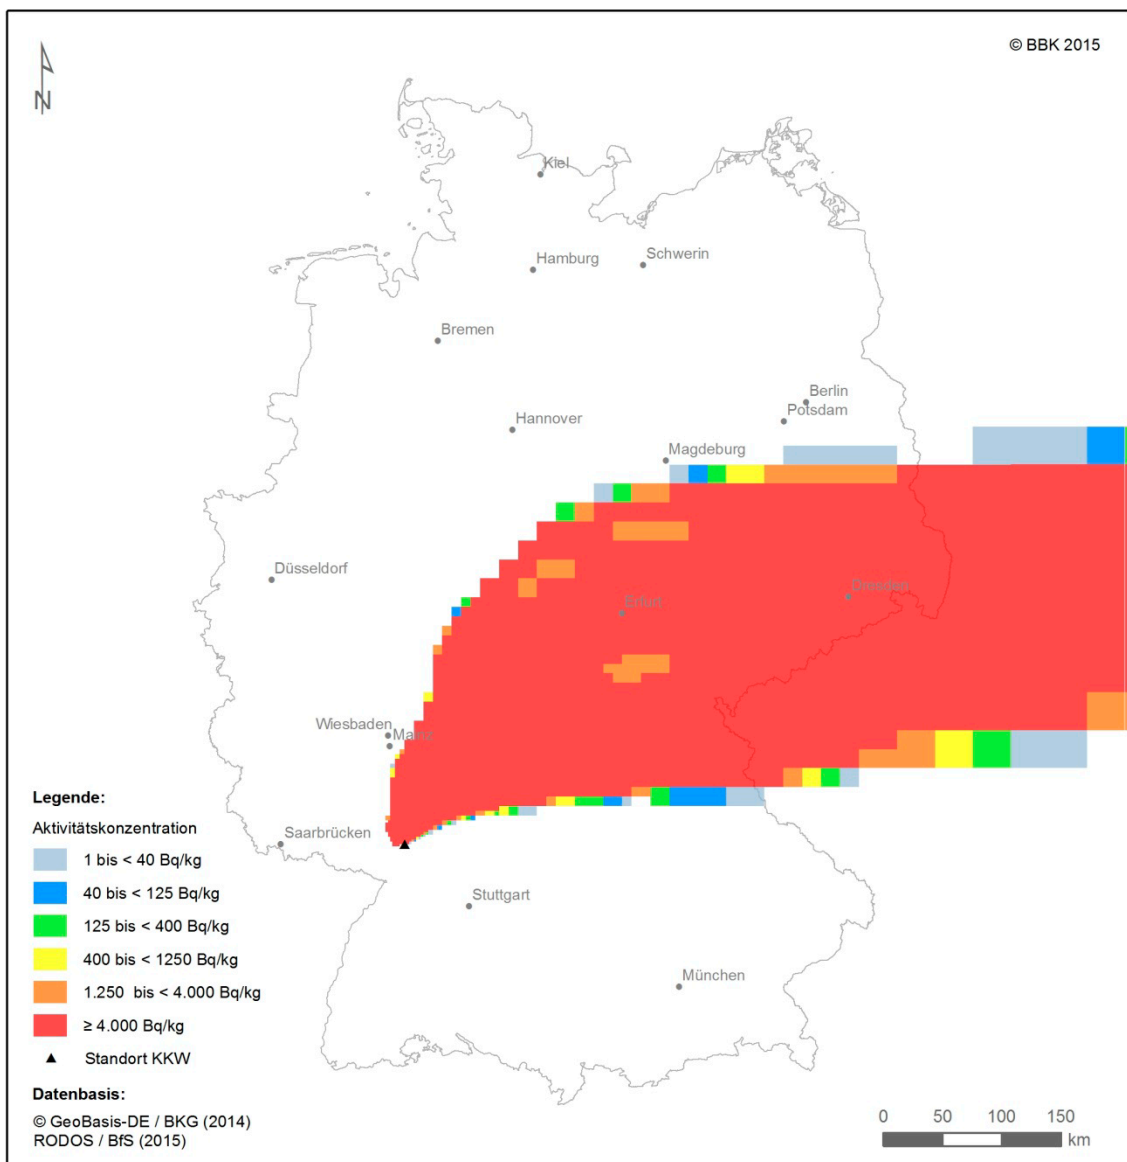 © BBK 2015
N
Kiel
Hamburg
Schwerin
Bremen
Berlin
Potsdam
Hannover
Magdeburg
Düsseldorf
Dresden
Erfurt
Wiesbaden
Mainz
Saarbrücken
Stuttgart
München
Legende:
Aktivitätskonzentration
1 bis < 40 Bq/kg
40 bis < 125 Bq/kg
125 bis < 400 Bq/kg
400 bis < 1250 Bq/kg
1.250 bis < 4.000 Bq/kg
≥ 4.000 Bq/kg
Standort KKW
Datenbasis:
© GeoBasis-DE / BKG (2014)
RODOS / BfS (2015)
0 50 100 150
km